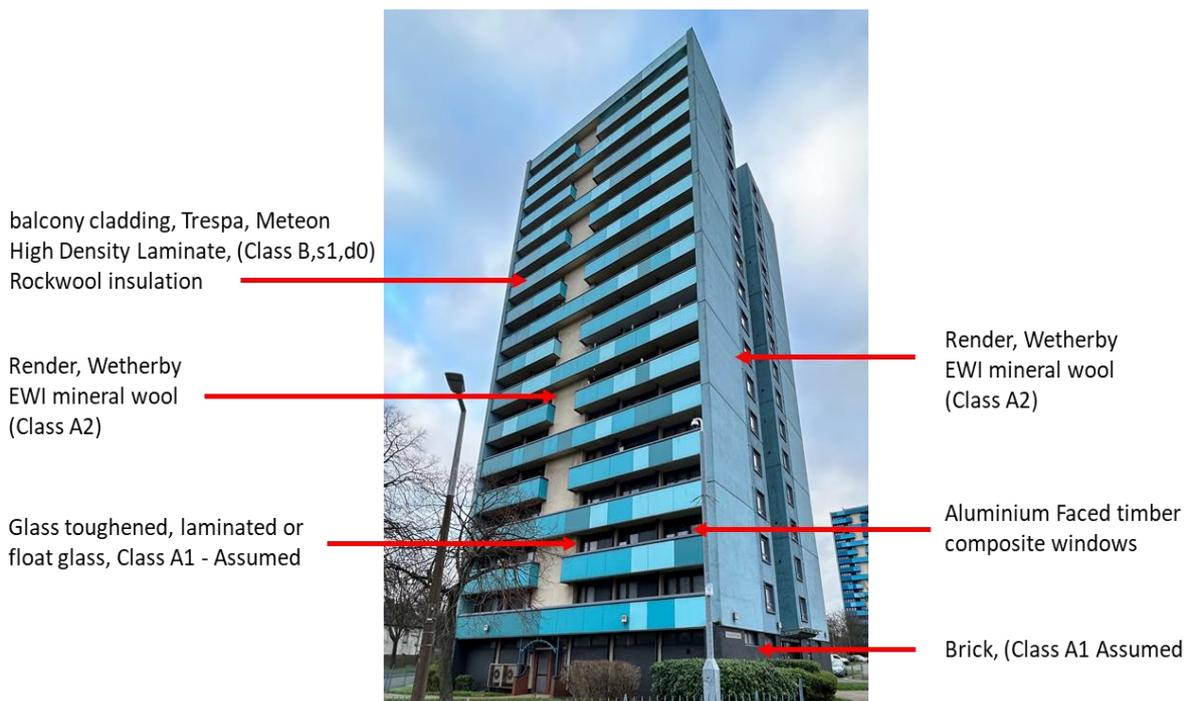 balcony cladding, Trespa, Meteon
High Density Laminate, (Class B,s1,d0)
Rockwool insulation
Render, Wetherby
EWI mineral wool
(Class A2)
Glass toughened, laminated or
float glass, Class A1 - Assumed
Render, Wetherby
EWI mineral wool
(Class A2)
Aluminium Faced timber
composite windows
Brick, (Class A1 Assumed